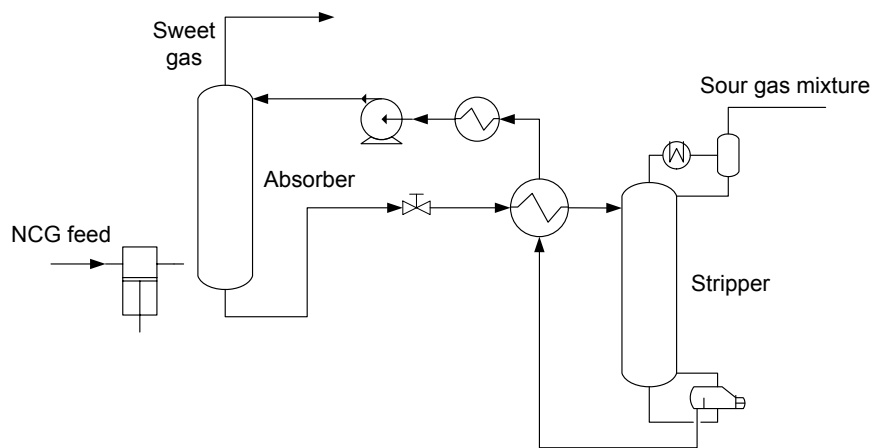 Sweet
gas
Sour gas mixture
Absorber
NCG feed
Stripper